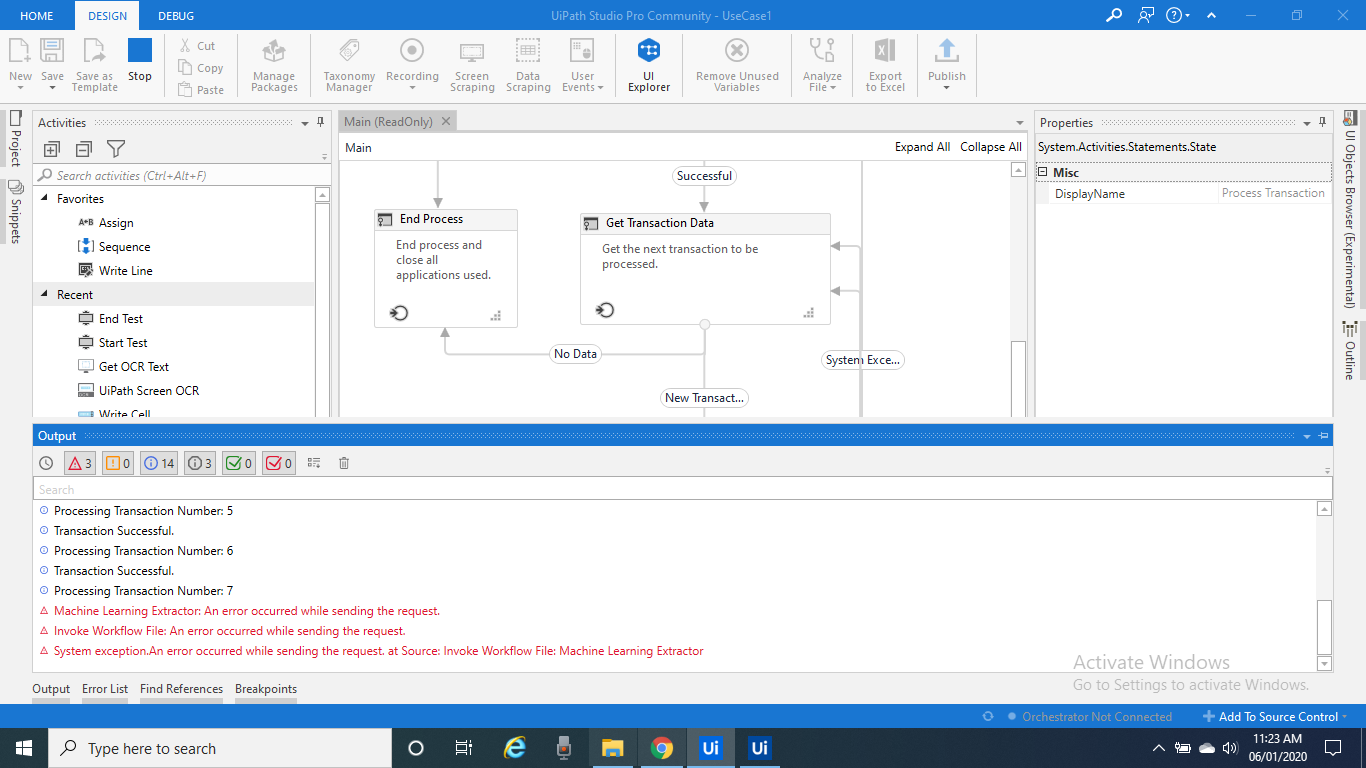 HOME DESIGN DEBUG UiPath Studio Pro Community - UseCase1
New Save Save as Template Stop
Cut
Copy
Paste
Manage Packages
Taxonomy Manager
Recording
Screen Scraping
Data Scraping
User Events
UI Explorer
Remove Unused Variables
Analyze File
Export to Excel
Publish
Project
Snippets
Activities
Search activities (Ctrl+Alt+F)
Favorites
A+B Assign
Sequence
Write Line
Recent
End Test
Start Test
Get OCR Text
UiPath Screen OCR
Write Cell
Main (ReadOnly)
Main Expand All Collapse All
Successful
End Process
End process and
close all
applications used.
Get Transaction Data
Get the next transaction to be
processed.
No Data
System Exce...
New Transact...
Properties
System.Activities.Statements.State
Misc
DisplayName Process Transaction
UI Objects Browser (Experimental)
Outline
Output
3 0 14 3 0 0
Search
Processing Transaction Number: 5
Transaction Successful.
Processing Transaction Number: 6
Transaction Successful.
Processing Transaction Number: 7
Machine Learning Extractor: An error occurred while sending the request.
Invoke Workflow File: An error occurred while sending the request.
System exception.An error occurred while sending the request. at Source: Invoke Workflow File: Machine Learning Extractor
Activate Windows
Go to Settings to activate Windows.
Output Error List Find References Breakpoints
Orchestrator Not Connected Add To Source Control
Type here to search
Ui
Ui
11:23 AM
06/01/2020